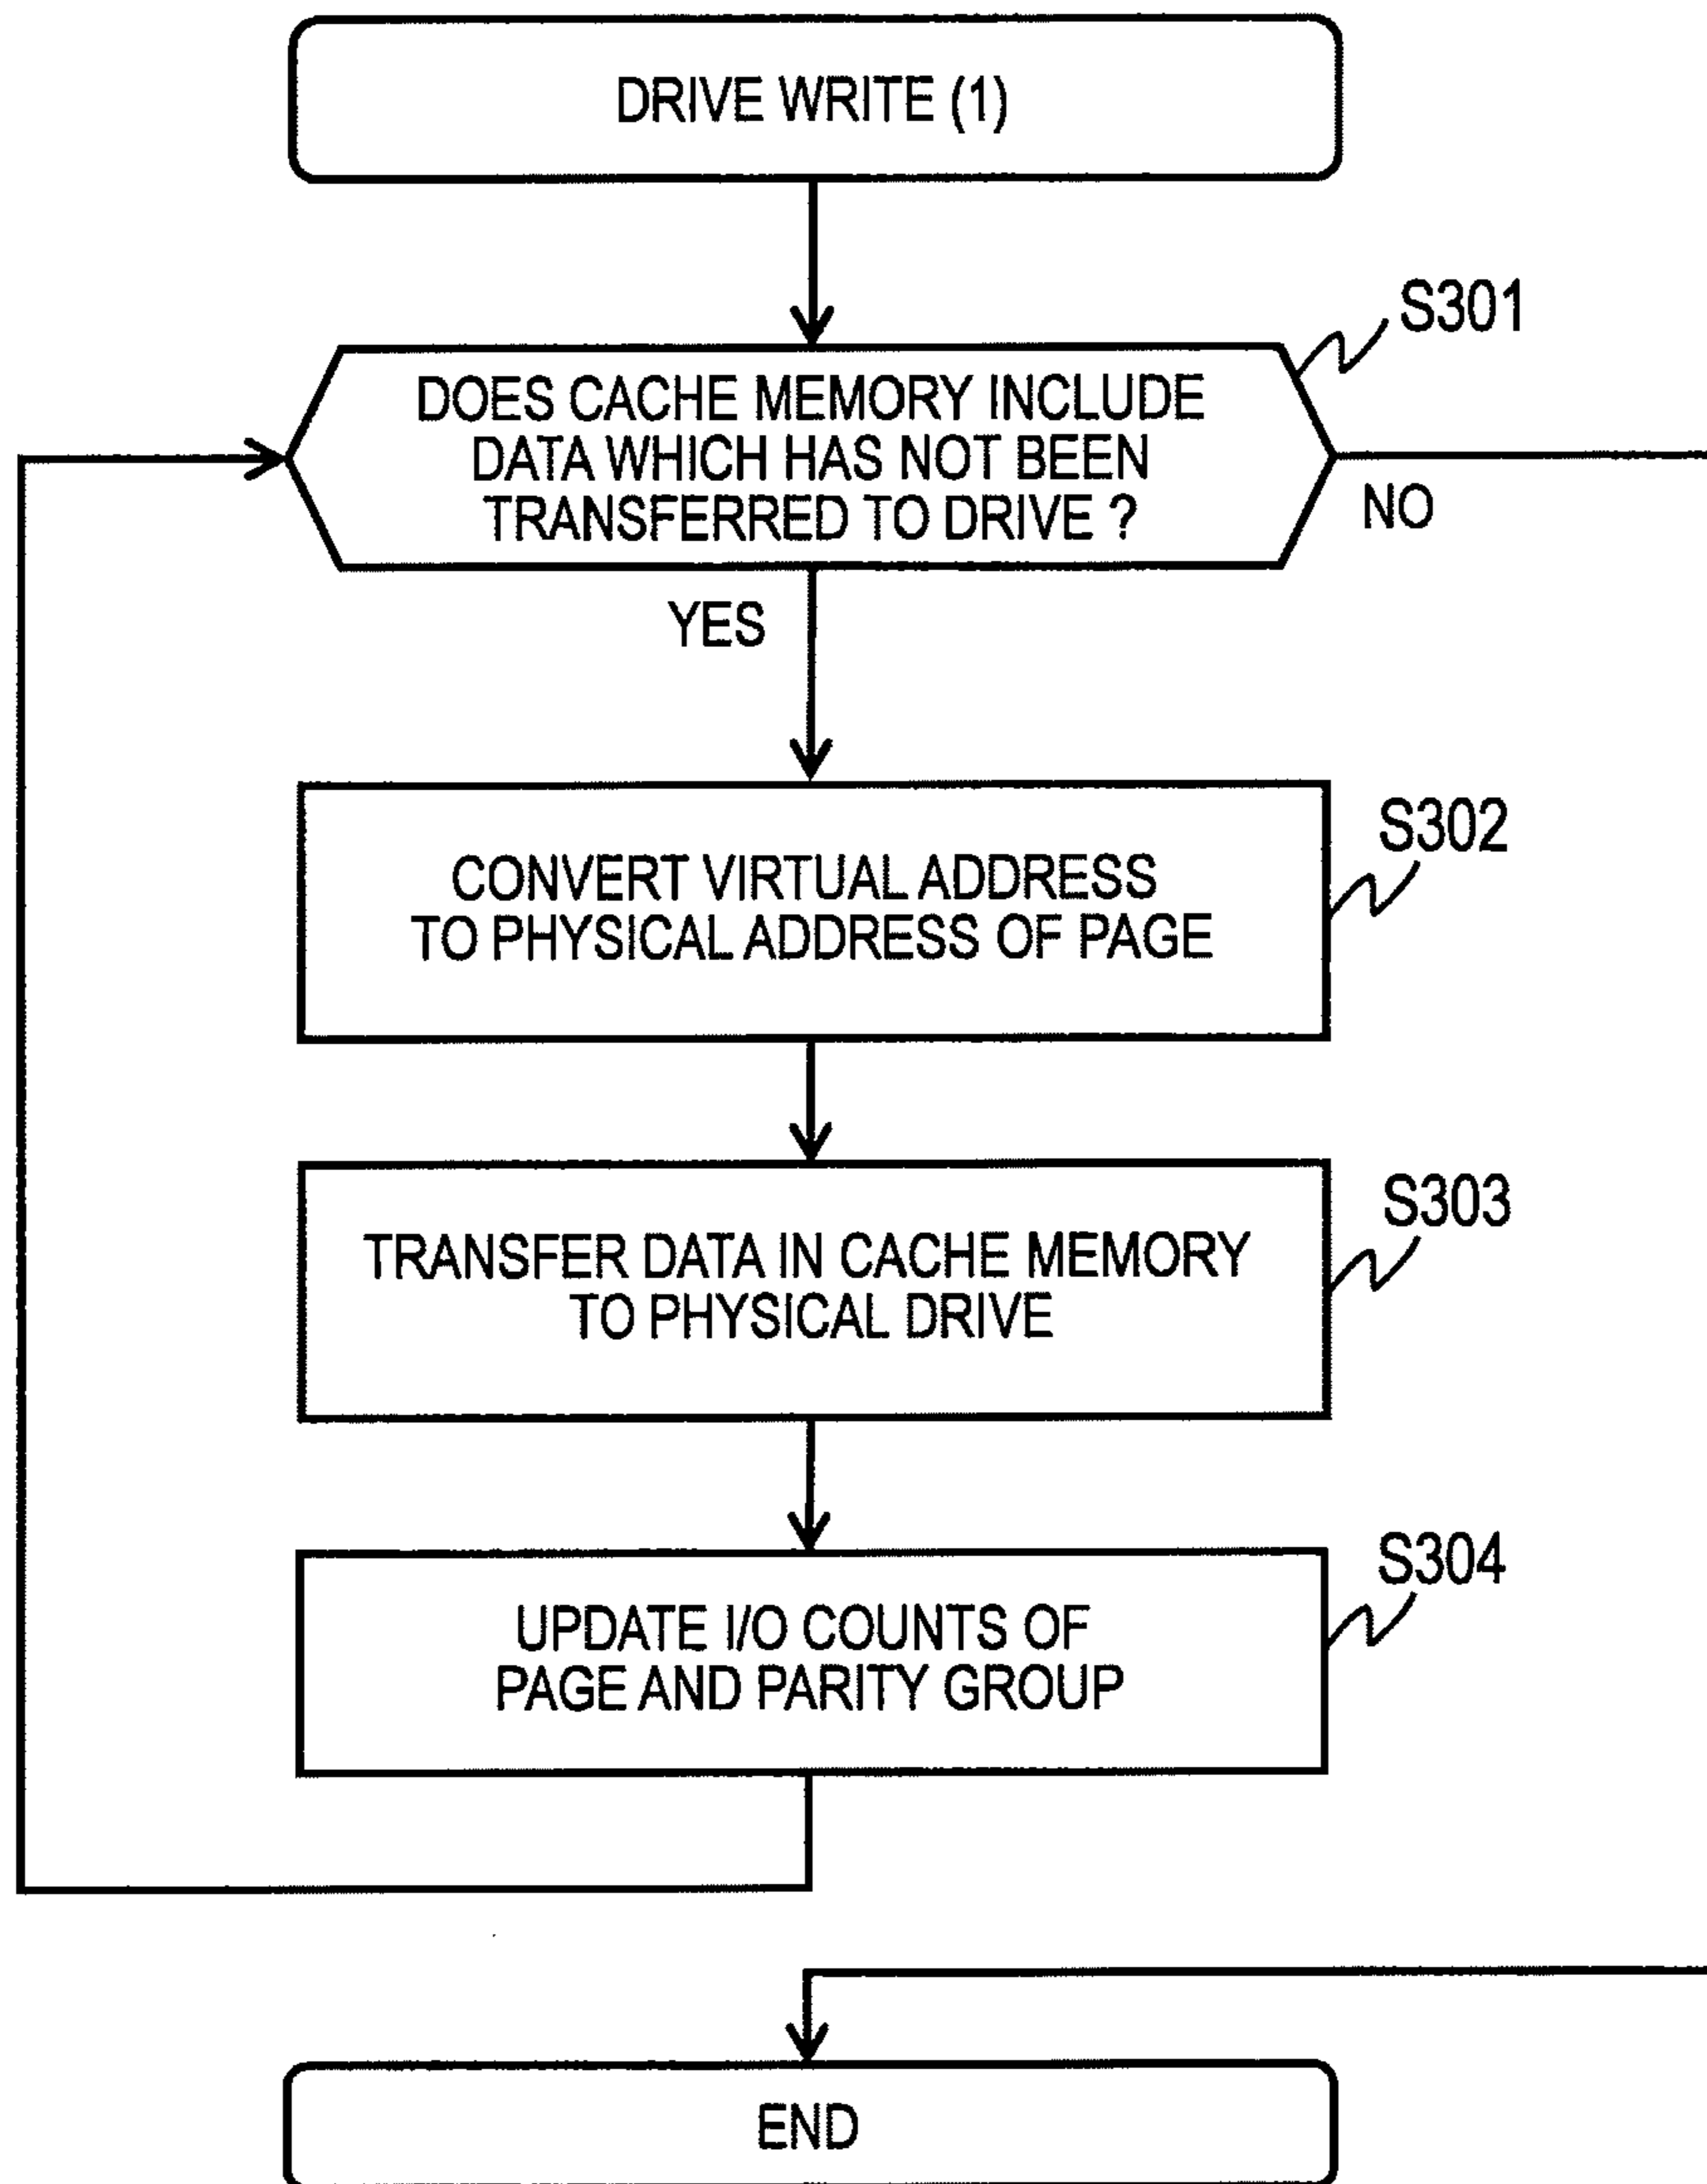 DRIVE WRITE (1)
S301
DOES CACHE MEMORY INCLUDE
DATA WHICH HAS NOT BEEN
TRANSFERRED TO DRIVE ?
NO
YES
S302
CONVERT VIRTUAL ADDRESS
TO PHYSICAL ADDRESS OF PAGE
S303
TRANSFER DATA IN CACHE MEMORY
TO PHYSICAL DRIVE
S304
UPDATE I/O COUNTS OF
PAGE AND PARITY GROUP
END